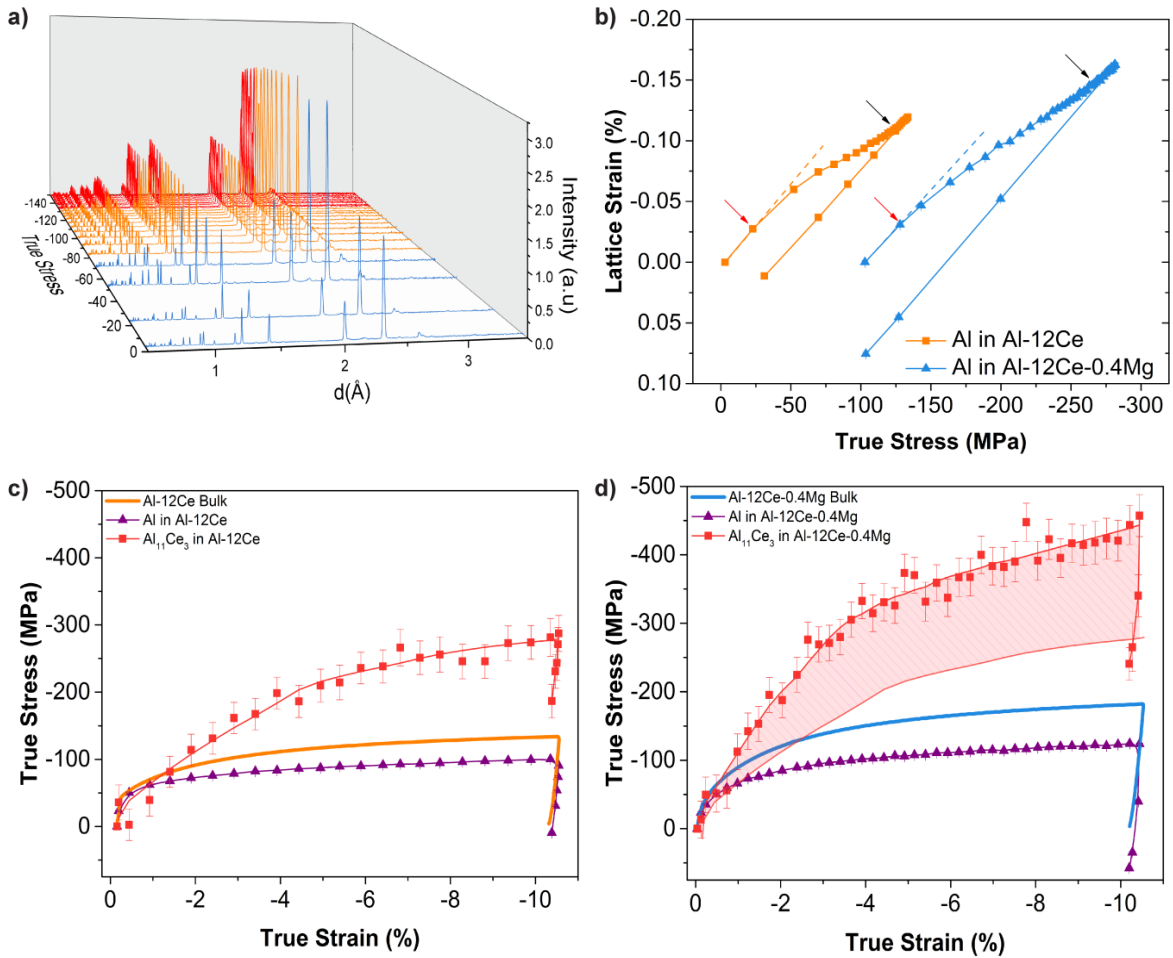 a)
-140
-120
-100
-80
-60
-40
-20
0
True Stress
1
2
3
d(Å)
3.0
2.5
2.0
1.5
1.0
0.5
0.0
Intensity (a.u)
b)
-0.20
-0.15
-0.10
-0.05
0.00
0.05
0.10
Lattice Strain (%)
Al in Al-12Ce
Al in Al-12Ce-0.4Mg
0 -50 -100 -150 -200 -250 -300
True Stress (MPa)
c)
-500
-400
-300
-200
-100
0
True Stress (MPa)
Al-12Ce Bulk
Al in Al-12Ce
Al₁₁Ce₃ in Al-12Ce
0 -2 -4 -6 -8 -10
True Strain (%)
d)
-500
-400
-300
-200
-100
0
True Stress (MPa)
Al-12Ce-0.4Mg Bulk
Al in Al-12Ce-0.4Mg
Al₁₁Ce₃ in Al-12Ce-0.4Mg
0 -2 -4 -6 -8 -10
True Strain (%)